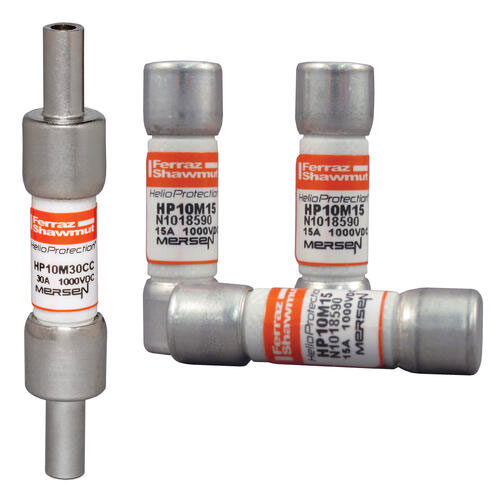 Ferraz
Shawmut
HelioProtection®
HP10M30CC
30A 1000VDC
MERSEN
Ferraz
Shawmut
HelioProtection
HP10M15
N1018590
15A 1000VDC
MERSEN
Ferraz
Shawmut
HelioProtection
HP10M15
N1018590
15A 1000VDC
MERSEN
Ferraz
Shawmut
HelioProtection
HP10M15
N1018590
15A 1000VDC
MERSEN